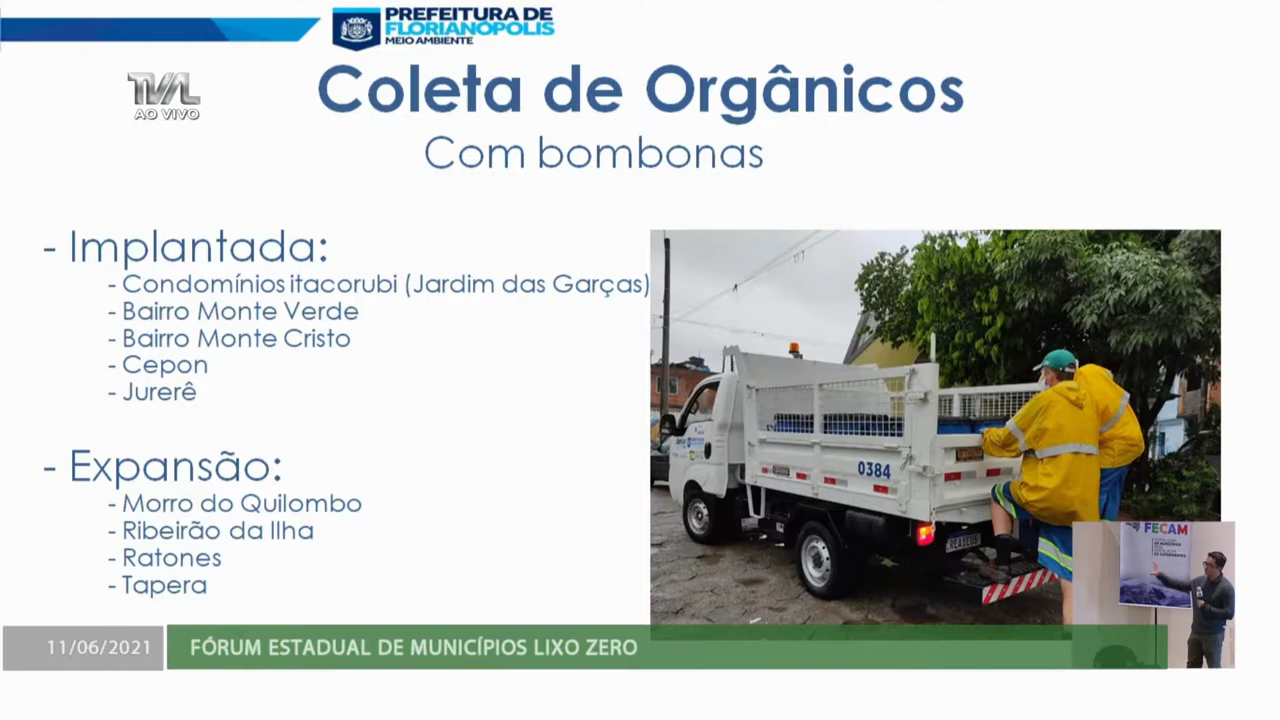 PREFEITURA DE
FLORIANÓPOLIS
MEIO AMBIENTE
TVAL
AO VIVO
Coleta de Orgânicos
Com bombonas
- Implantada:
- Condomínios itacorubi (Jardim das Garças)
- Bairro Monte Verde
- Bairro Monte Cristo
- Cepon
- Jurerê
- Expansão:
- Morro do Quilombo
- Ribeirão da Ilha
- Ratones
- Tapera
0384
FECAM
11/06/2021
FÓRUM ESTADUAL DE MUNICÍPIOS LIXO ZERO